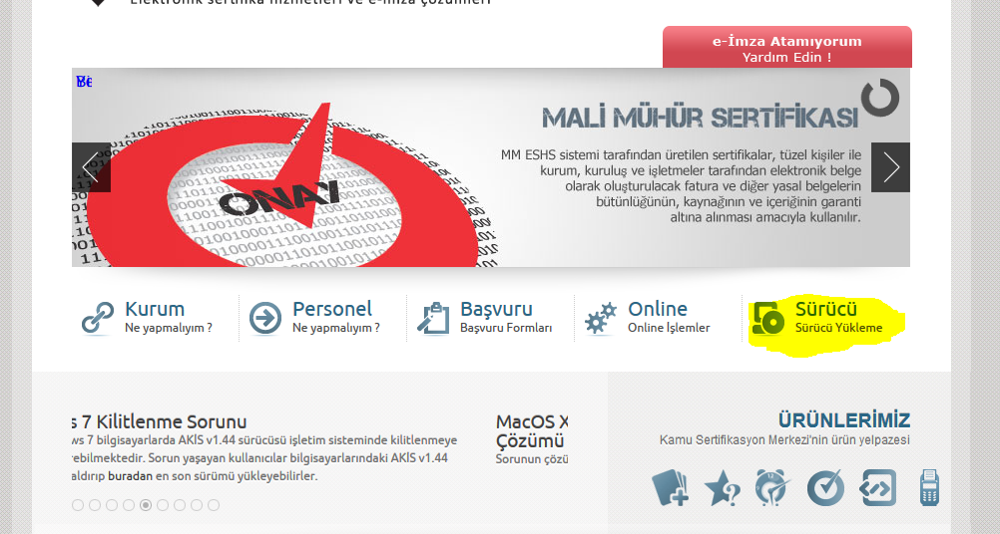 Elektronik sertifika hizmetleri ve e-imza çözümleri
e-İmza Atamıyorum
Yardım Edin !
MALİ MÜHÜR SERTİFİKASI
MM ESHS sistemi tarafından üretilen sertifikalar, tüzel kişiler ile
kurum, kuruluş ve işletmeler tarafından elektronik belge
olarak oluşturulacak fatura ve diğer yasal belgelerin
bütünlüğünün, kaynağının ve içeriğinin garanti
altına alınması amacıyla kullanılır.
ONAY
Kurum
Ne yapmalıyım ?
Personel
Ne yapmalıyım ?
Başvuru
Başvuru Formları
Online
Online İşlemler
Sürücü
Sürücü Yükleme
s 7 Kilitlenme Sorunu
ws 7 bilgisayarlarda AKİS v1.44 sürücüsü işletim sisteminde kilitlenmeye
rebilmektedir. Sorun yaşayan kullanıcılar bilgisayarlarındaki AKİS v1.44
aldırıp buradan en son sürümü yükleyebilirler.
MacOS X
Çözümü
Sorunun çözü
ÜRÜNLERİMİZ
Kamu Sertifikasyon Merkezi'nin ürün yelpazesi